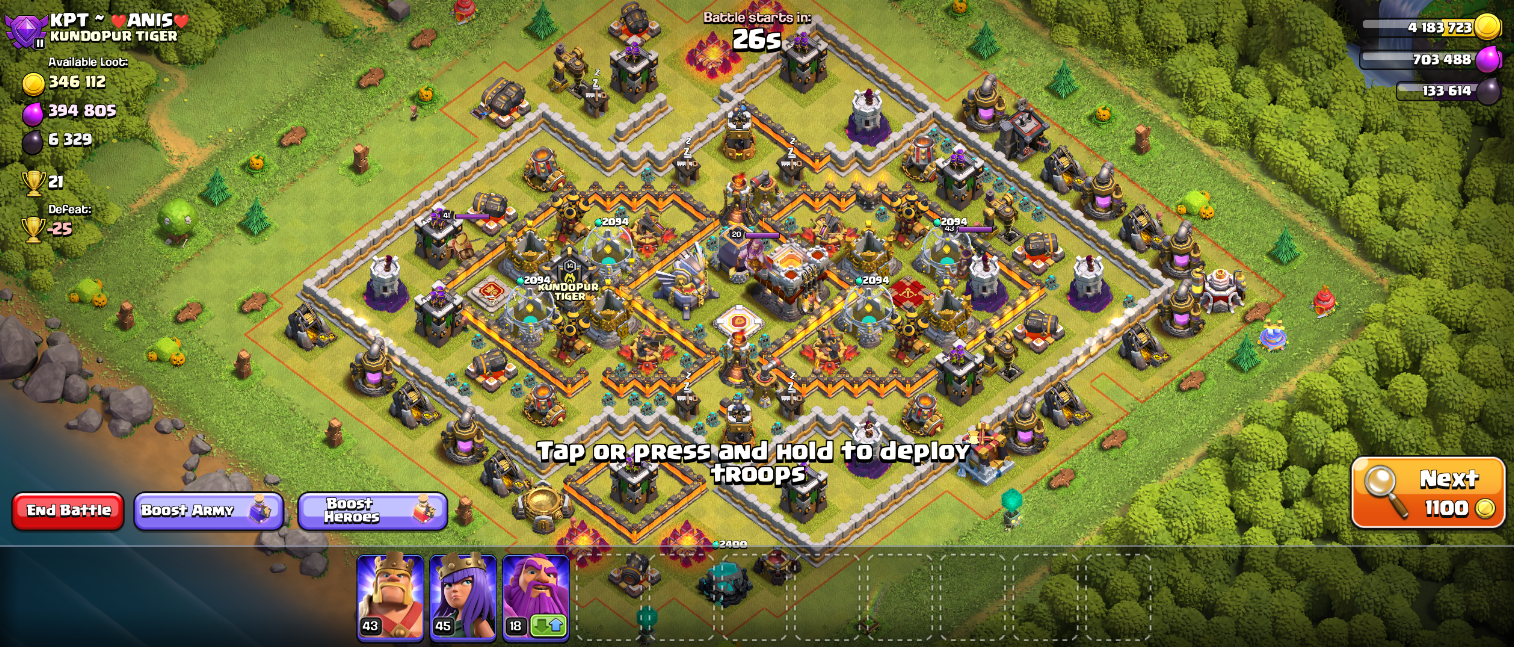 KPT ~ ❤ANIS❤
KUNDOPUR TIGER
Available Loot:
346 112
394 805
6 329
21
Defeat:
-25
Battle starts in:
26s
4 183 723
703 488
133 614
z
z
z
z
z
z
41
2094
20
2094
43
2094
KUNDOPUR
TIGER
2094
z
z
z
z
Tap or press and hold to deploy
troops
End Battle
Boost Army
Boost
Heroes
Next
1100
2400
43
45
18